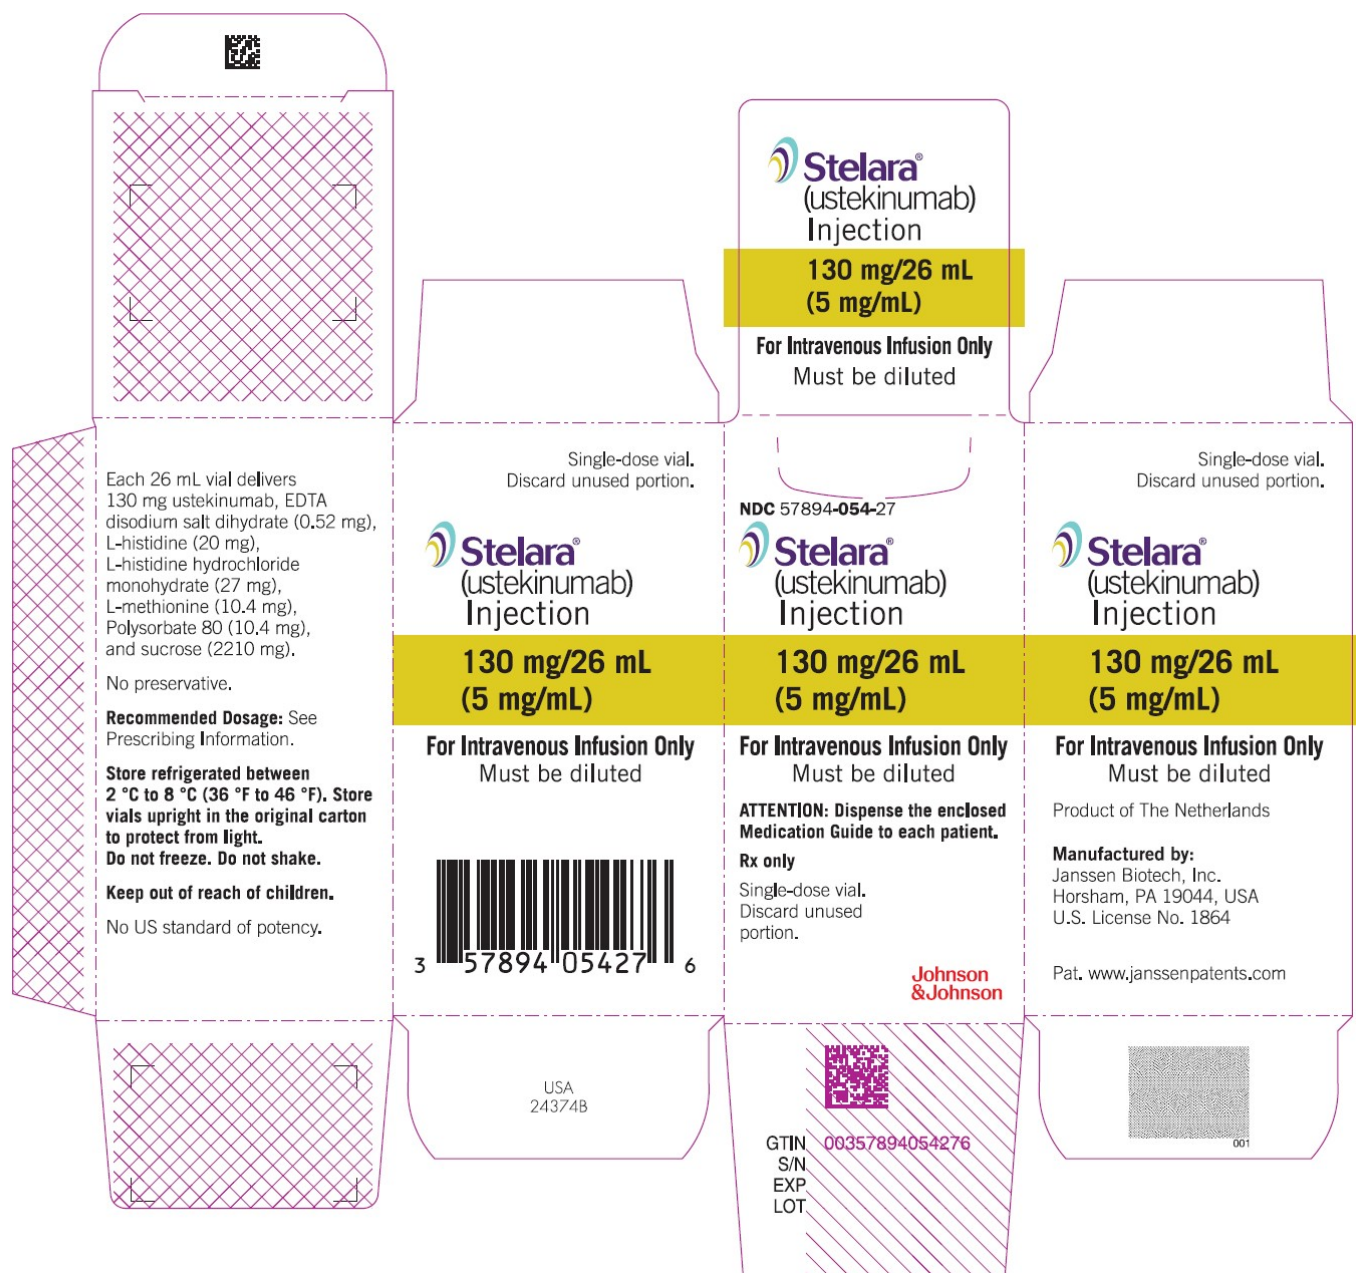 Stelara®
(ustekinumab)
Injection
130 mg/26 mL
(5 mg/mL)
For Intravenous Infusion Only
Must be diluted
Each 26 mL vial delivers
130 mg ustekinumab, EDTA
disodium salt dihydrate (0.52 mg),
L-histidine (20 mg),
L-histidine hydrochloride
monohydrate (27 mg),
L-methionine (10.4 mg),
Polysorbate 80 (10.4 mg),
and sucrose (2210 mg).
No preservative.
Recommended Dosage: See
Prescribing Information.
Store refrigerated between
2 °C to 8 °C (36 °F to 46 °F). Store
vials upright in the original carton
to protect from light.
Do not freeze. Do not shake.
Keep out of reach of children.
No US standard of potency.
Single-dose vial.
Discard unused portion.
Stelara®
(ustekinumab)
Injection
130 mg/26 mL
(5 mg/mL)
For Intravenous Infusion Only
Must be diluted
3 57894 05427 6
USA
24374B
NDC 57894-054-27
Stelara®
(ustekinumab)
Injection
130 mg/26 mL
(5 mg/mL)
For Intravenous Infusion Only
Must be diluted
ATTENTION: Dispense the enclosed
Medication Guide to each patient.
Rx only
Single-dose vial.
Discard unused
portion.
Johnson
&Johnson
GTIN 00357894054276
S/N
EXP
LOT
Single-dose vial.
Discard unused portion.
Stelara®
(ustekinumab)
Injection
130 mg/26 mL
(5 mg/mL)
For Intravenous Infusion Only
Must be diluted
Product of The Netherlands
Manufactured by:
Janssen Biotech, Inc.
Horsham, PA 19044, USA
U.S. License No. 1864
Pat. www.janssenpatents.com
001